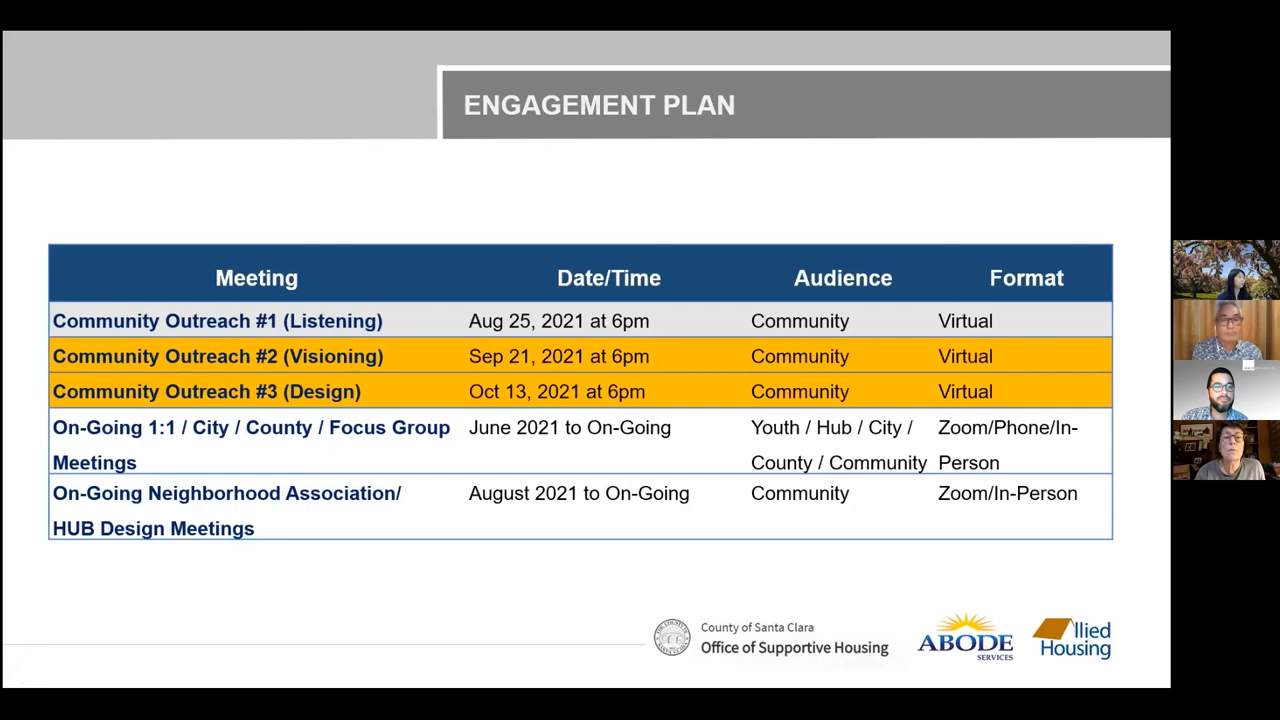 ENGAGEMENT PLAN
Meeting Date/Time Audience Format
Community Outreach #1 (Listening) Aug 25, 2021 at 6pm Community Virtual
Community Outreach #2 (Visioning) Sep 21, 2021 at 6pm Community Virtual
Community Outreach #3 (Design) Oct 13, 2021 at 6pm Community Virtual
On-Going 1:1 / City / County / Focus Group June 2021 to On-Going Youth / Hub / City / Zoom/Phone/In-
Meetings County / Community Person
On-Going Neighborhood Association/ August 2021 to On-Going Community Zoom/In-Person
HUB Design Meetings
County of Santa Clara
Office of Supportive Housing
ABODE
SERVICES
llied
Housing